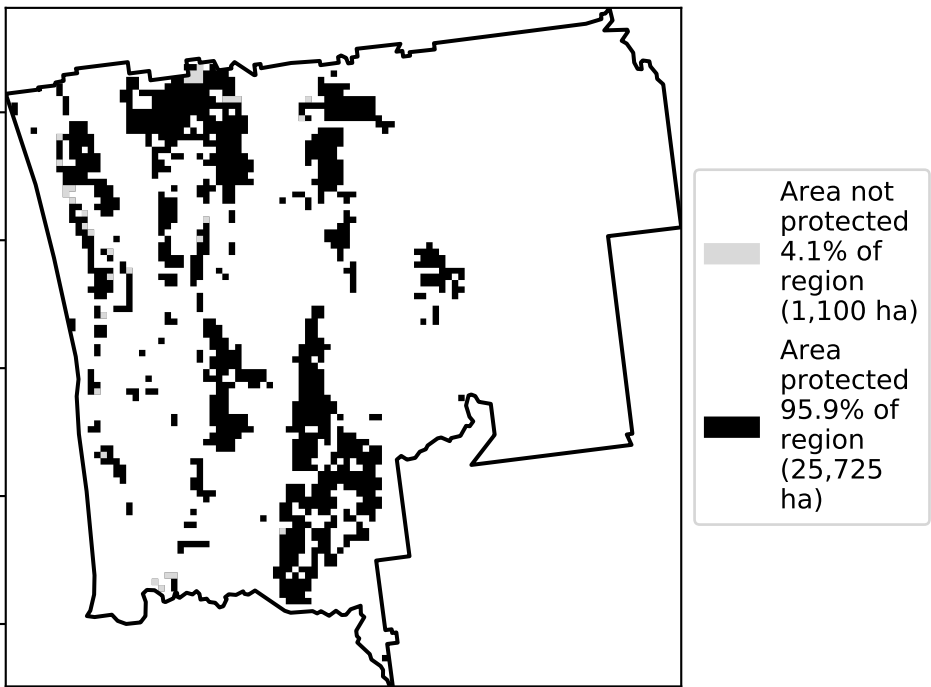 Area not
protected
4.1% of
region
(1,100 ha)
Area
protected
95.9% of
region
(25,725
ha)